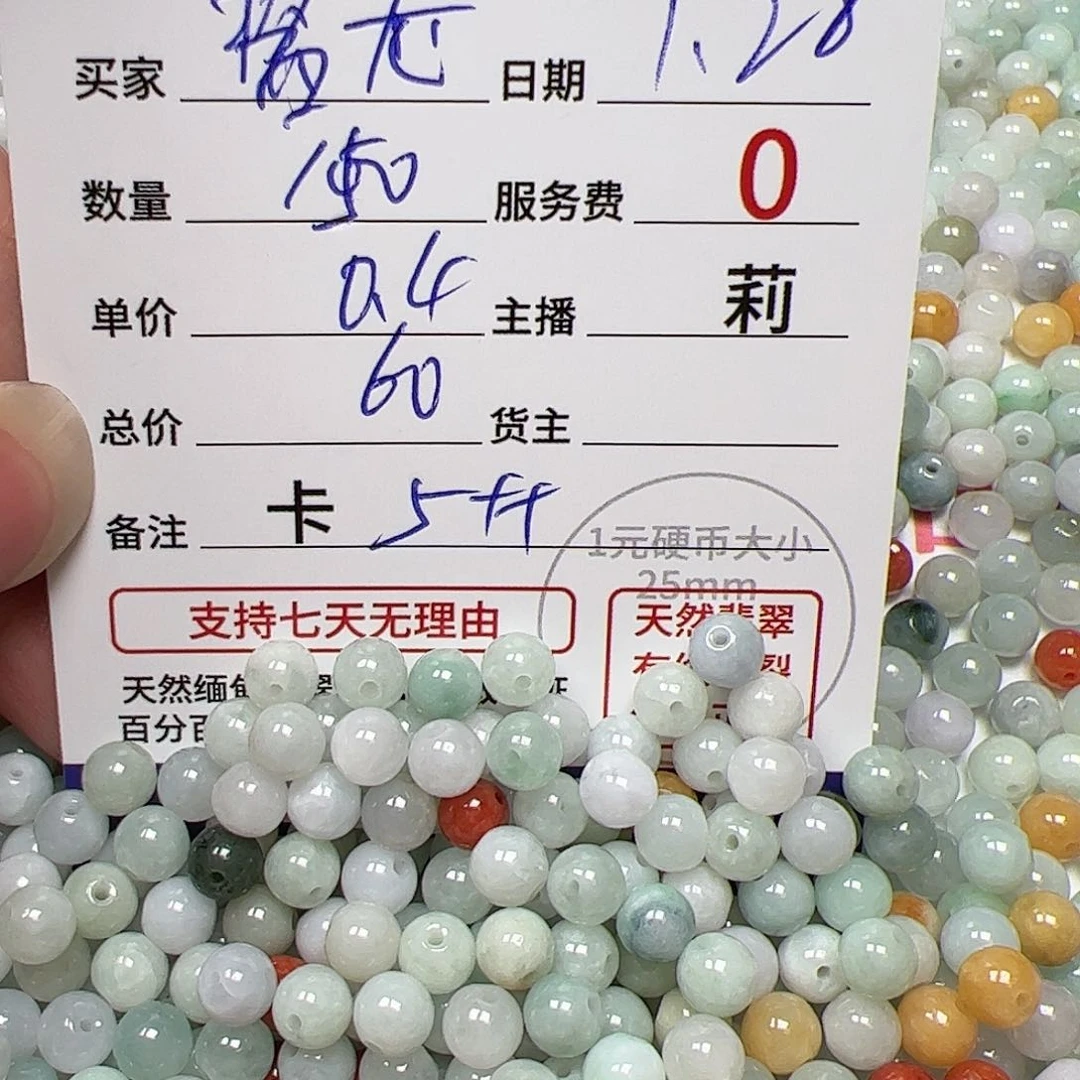 买家 日期 1.28
数量 150 服务费 0
单价 0.4 主播 莉
总价 60 货主
备注 卡 5件
1元硬币大小
25mm
支持七天无理由 天然翡翠
天然缅甸翠
百分百